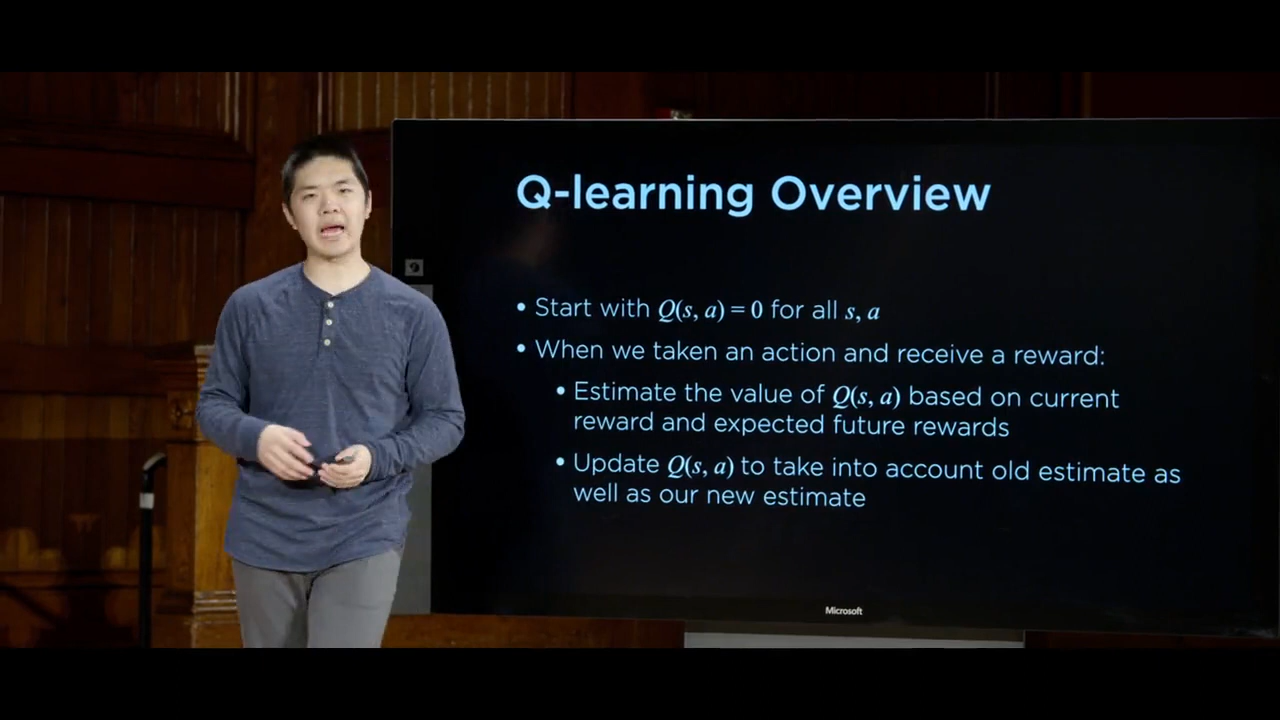 Q-learning Overview
• Start with Q(s, a) = 0 for all s, a
• When we taken an action and receive a reward:
• Estimate the value of Q(s, a) based on current
reward and expected future rewards
• Update Q(s, a) to take into account old estimate as
well as our new estimate
Microsoft